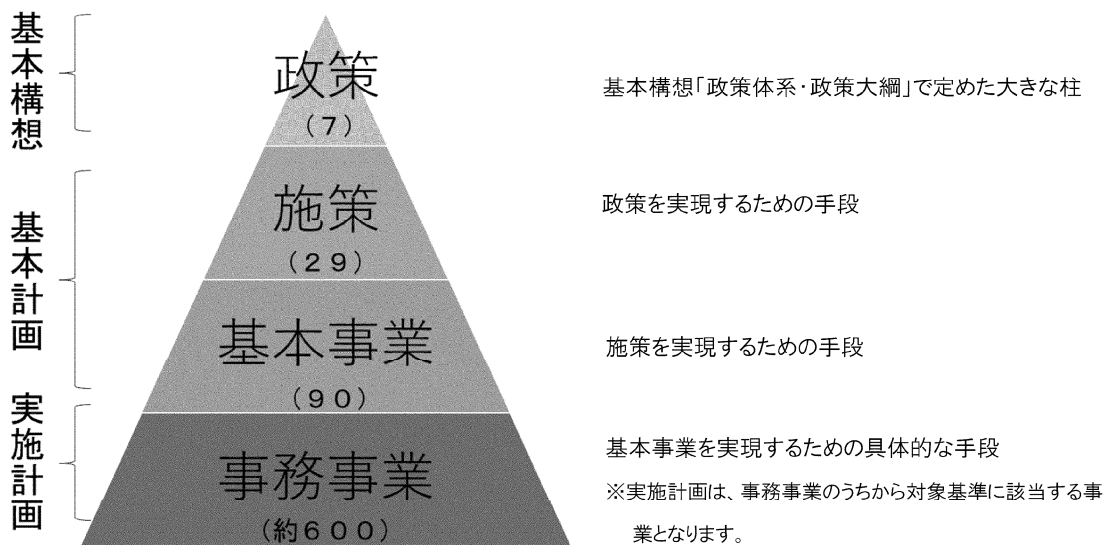 基本構想
政策
（７）
基本構想「政策体系・政策大綱」で定めた大きな柱
基本計画
施策
（２９）
政策を実現するための手段
基本事業
（９０）
施策を実現するための手段
実施計画
事務事業
（約６００）
基本事業を実現するための具体的な手段
※実施計画は、事務事業のうちから対象基準に該当する事
業となります。